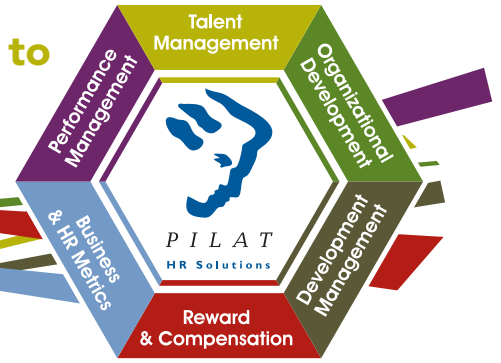 to
Talent
Management
Organizational
Development
Development
Management
Reward
& Compensation
Business
& HR Metrics
Performance
Management
PILAT
HR Solutions